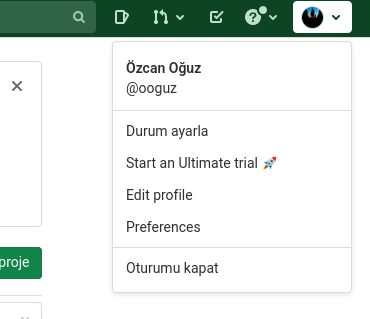 Özcan Oğuz
@ooguz
Durum ayarla
Start an Ultimate trial 🚀
Edit profile
Preferences
proje
Oturumu kapat